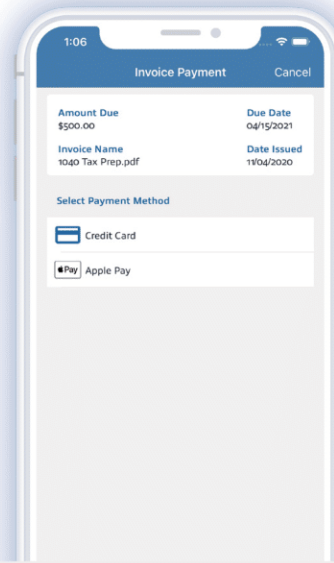 1:06
Invoice Payment Cancel
Amount Due Due Date
$500.00 04/15/2021
Invoice Name Date Issued
1040 Tax Prep.pdf 11/04/2020
Select Payment Method
Credit Card
Pay Apple Pay